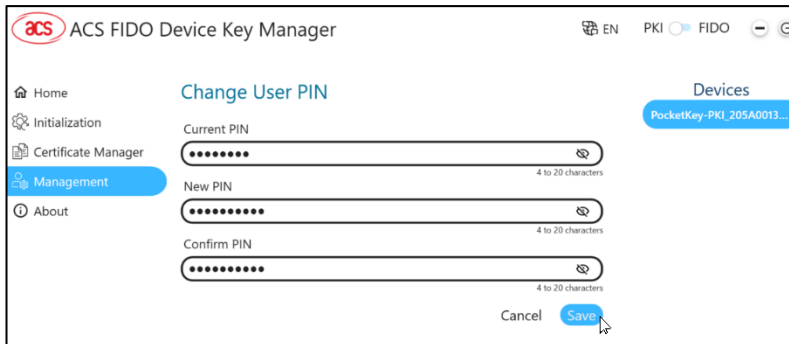 acs ACS FIDO Device Key Manager EN PKI FIDO
Home
Initialization
Certificate Manager
Management
About
Change User PIN
Current PIN
••••••••
4 to 20 characters
New PIN
••••••••••
4 to 20 characters
Confirm PIN
••••••••••
4 to 20 characters
Cancel Save
Devices
PocketKey-PKI_205A0013...